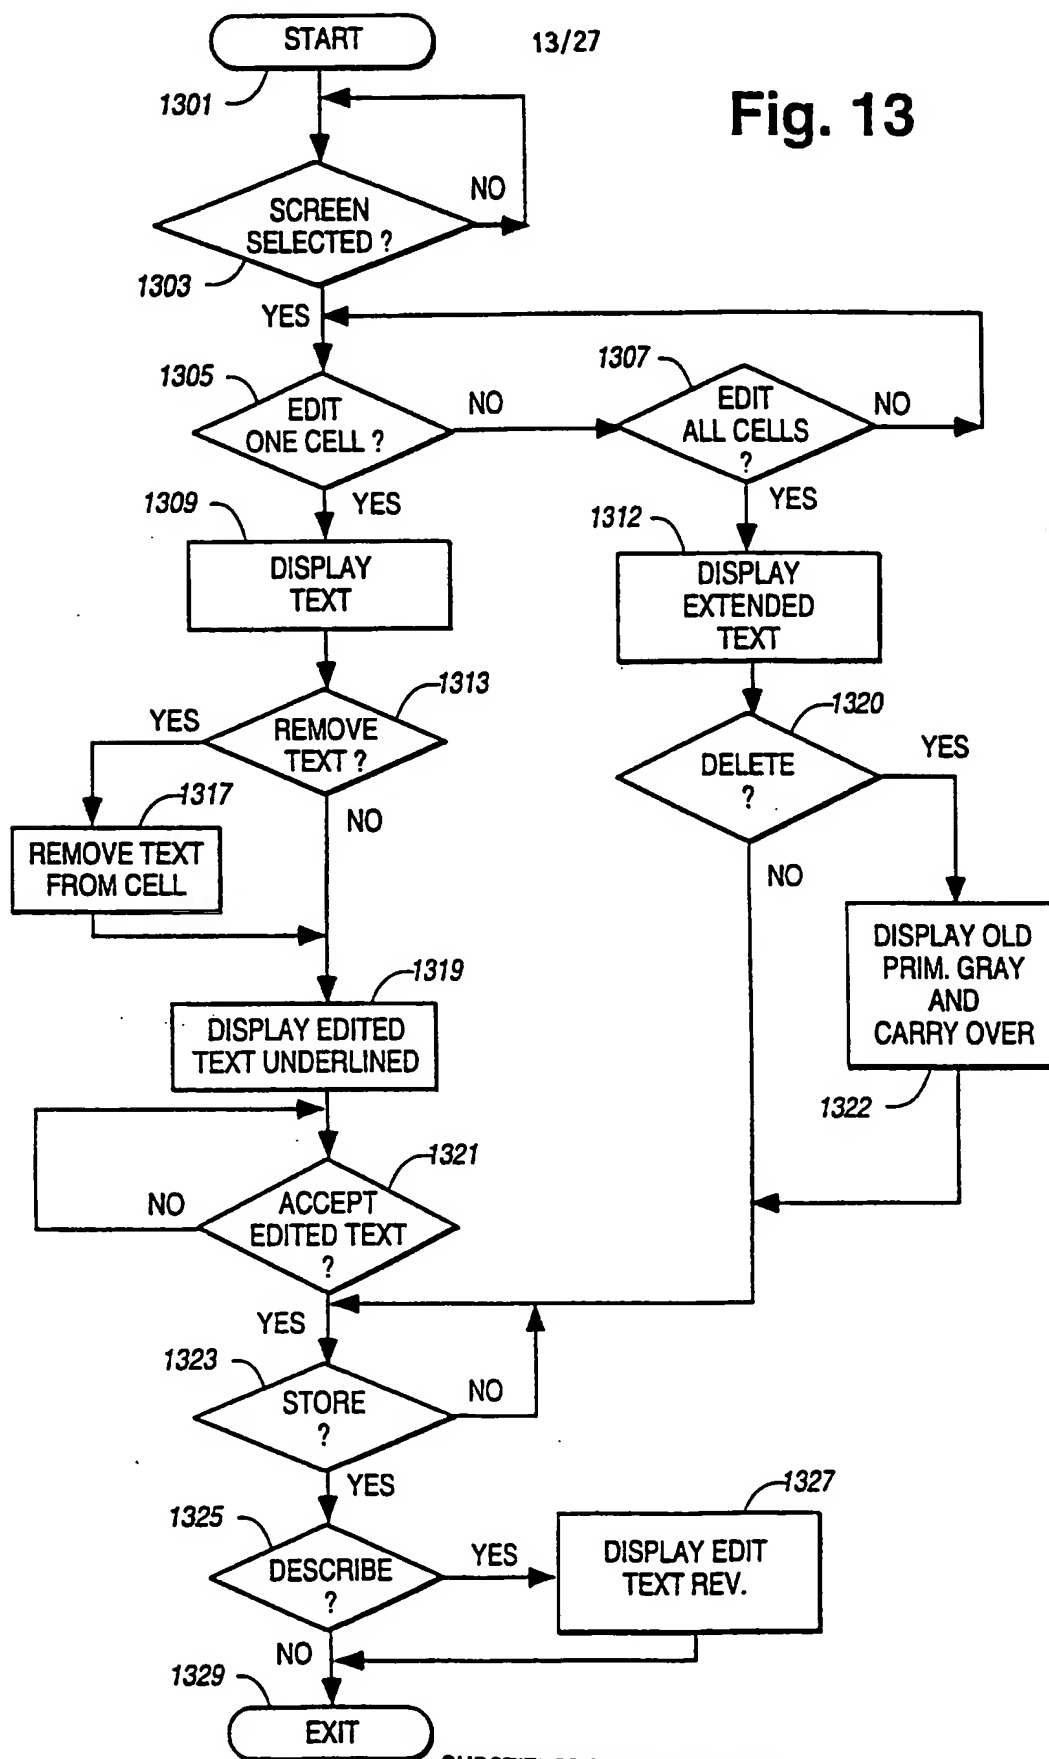 START
13/27
1301
Fig. 13
NO
SCREEN
SELECTED ?
1303
YES
1305
EDIT
ONE CELL ?
NO
1307
EDIT
ALL CELLS
?
NO
YES
YES
1309
DISPLAY
TEXT
1312
DISPLAY
EXTENDED
TEXT
1313
YES
REMOVE
TEXT ?
NO
1320
DELETE
?
YES
NO
1317
REMOVE TEXT
FROM CELL
DISPLAY OLD
PRIM. GRAY
AND
CARRY OVER
1322
1319
DISPLAY EDITED
TEXT UNDERLINED
1321
NO
ACCEPT
EDITED TEXT
?
YES
1323
STORE
?
NO
YES
1325
DESCRIBE
?
YES
1327
DISPLAY EDIT
TEXT REV.
NO
1329
EXIT